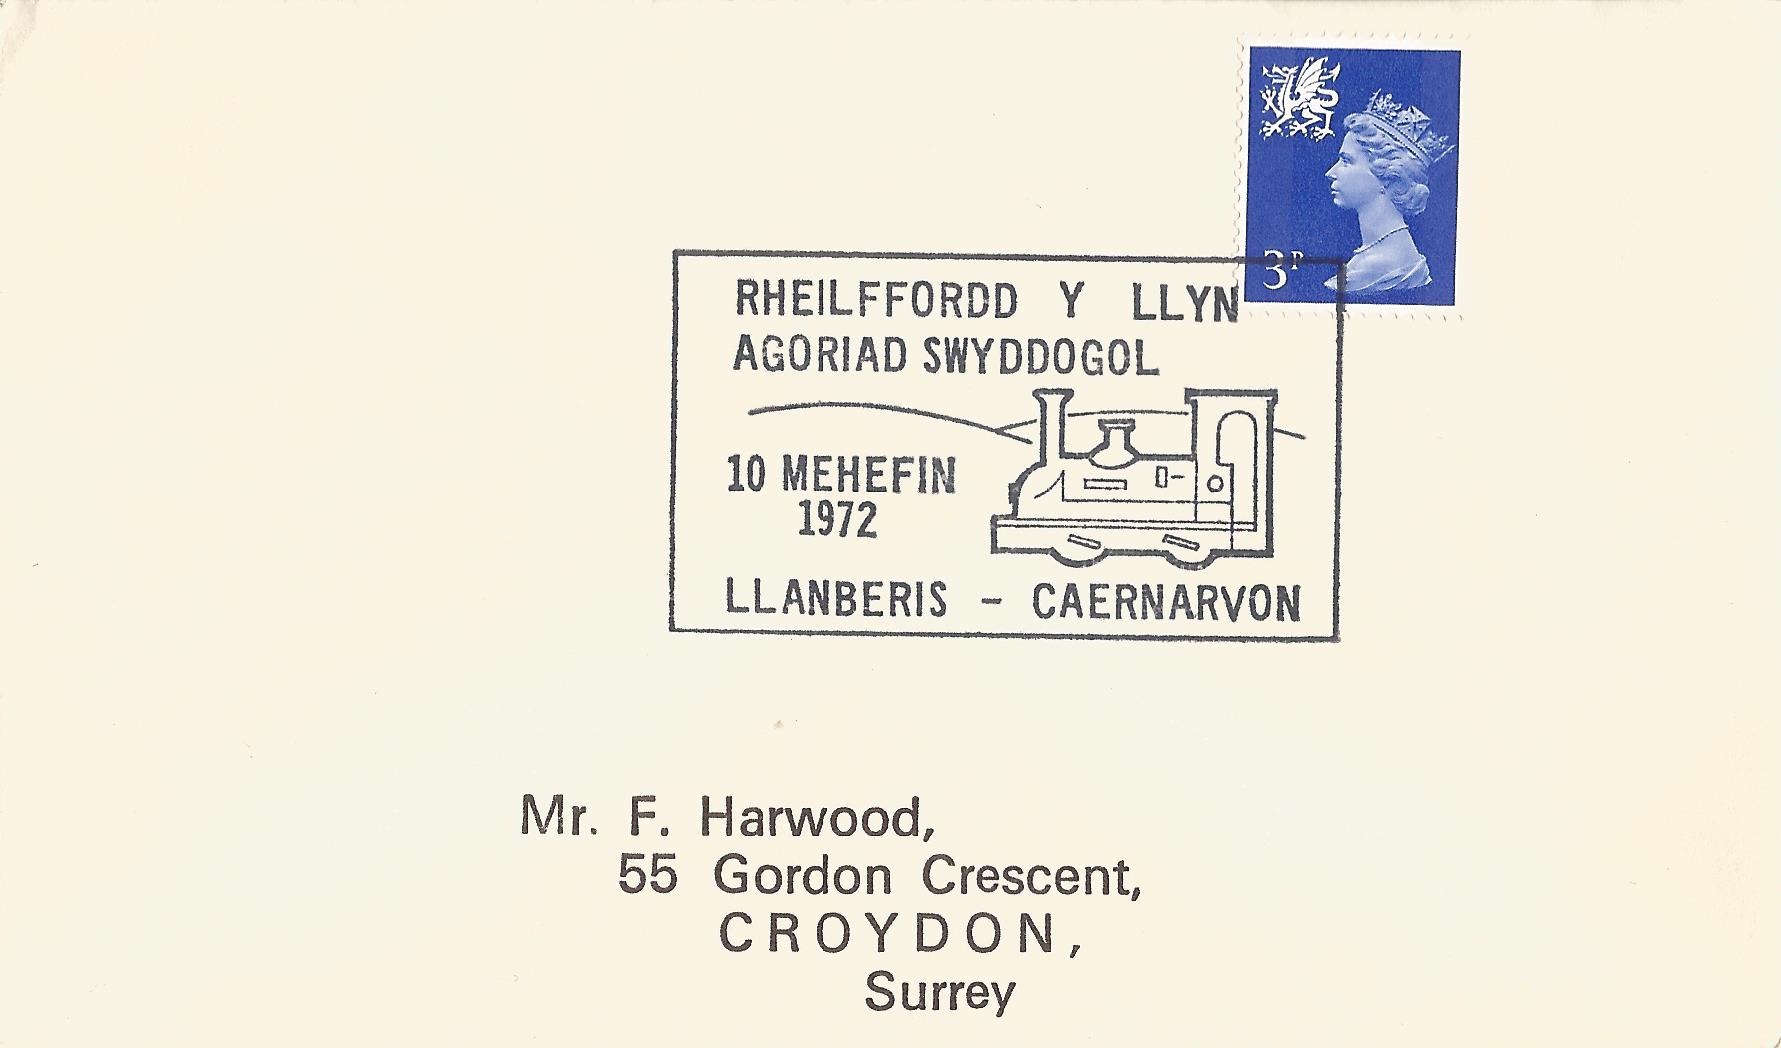 3P
RHEILFFORDD Y LLYN
AGORIAD SWYDDOGOL
10 MEHEFIN
1972
LLANBERIS - CAERNARVON
Mr. F. Harwood,
55 Gordon Crescent,
CROYDON,
Surrey